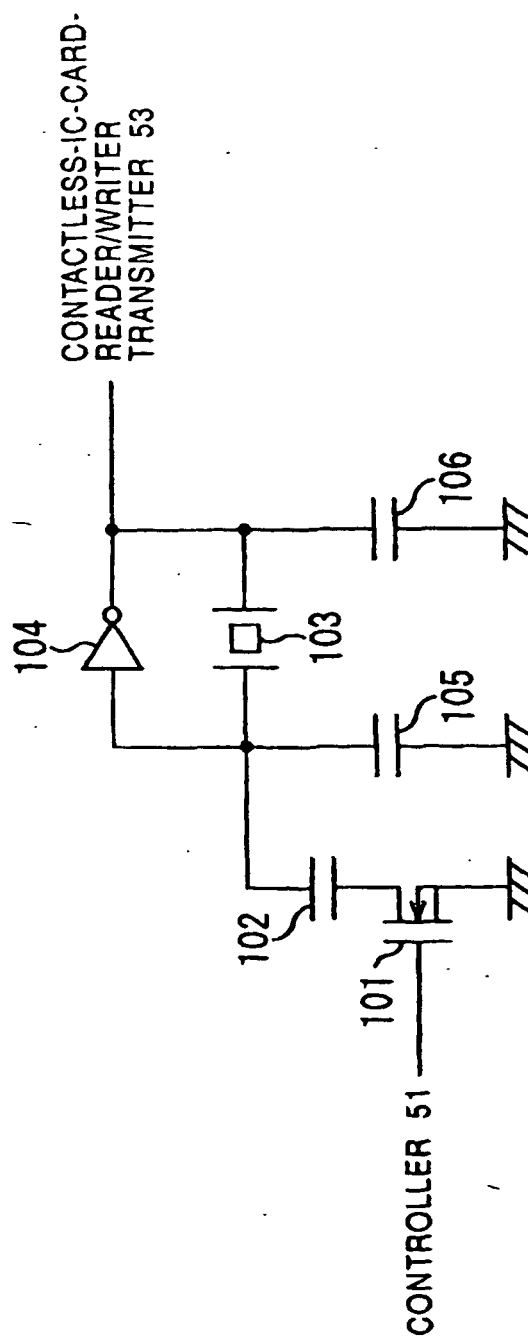 CONTACTLESS-IC-CARD-
READER/WRITER
TRANSMITTER 53
104
103
106
105
102
101
CONTROLLER 51